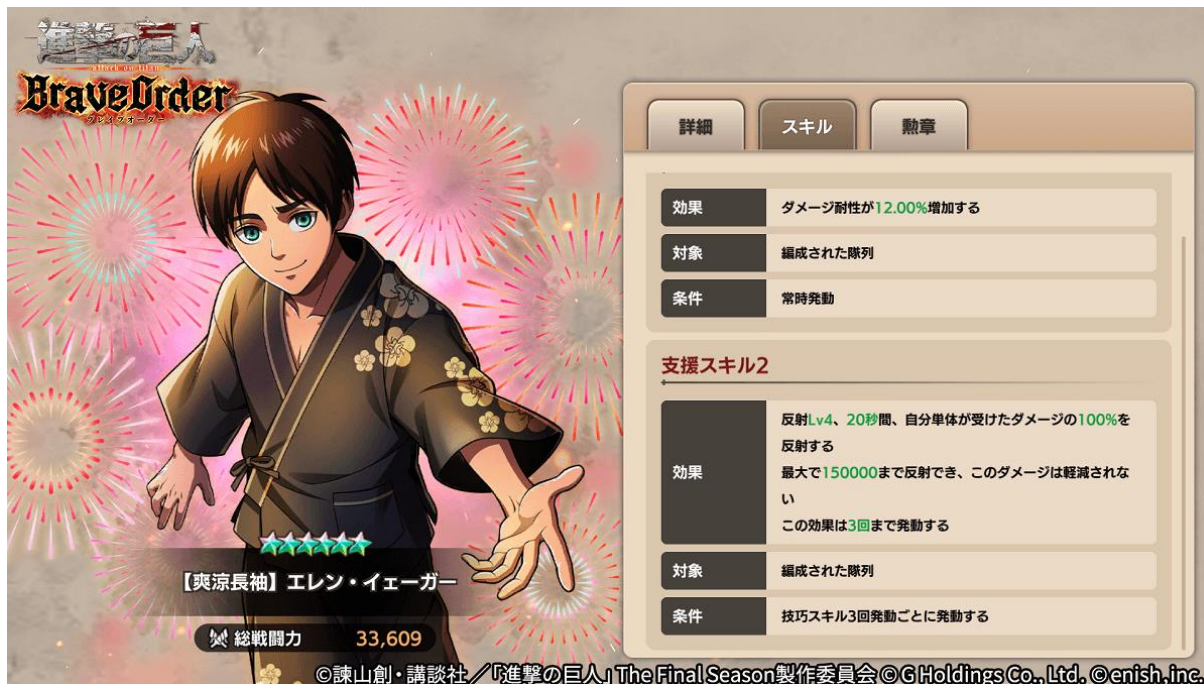 進撃の巨人
attack on titan
BraveOrder
ブレイブオーダー
詳細
スキル
勲章
効果
ダメージ耐性が12.00%増加する
対象
編成された隊列
条件
常時発動
支援スキル2
効果
反射Lv4、20秒間、自分単体が受けたダメージの100%を
反射する
最大で150000まで反射でき、このダメージは軽減されな
い
この効果は3回まで発動する
対象
編成された隊列
条件
技巧スキル3回発動ごとに発動する
【爽涼長袖】エレン・イェーガー
総戦闘力
33,609
©諫山創・講談社／「進撃の巨人」The Final Season製作委員会 © G Holdings Co., Ltd. ©enish,inc